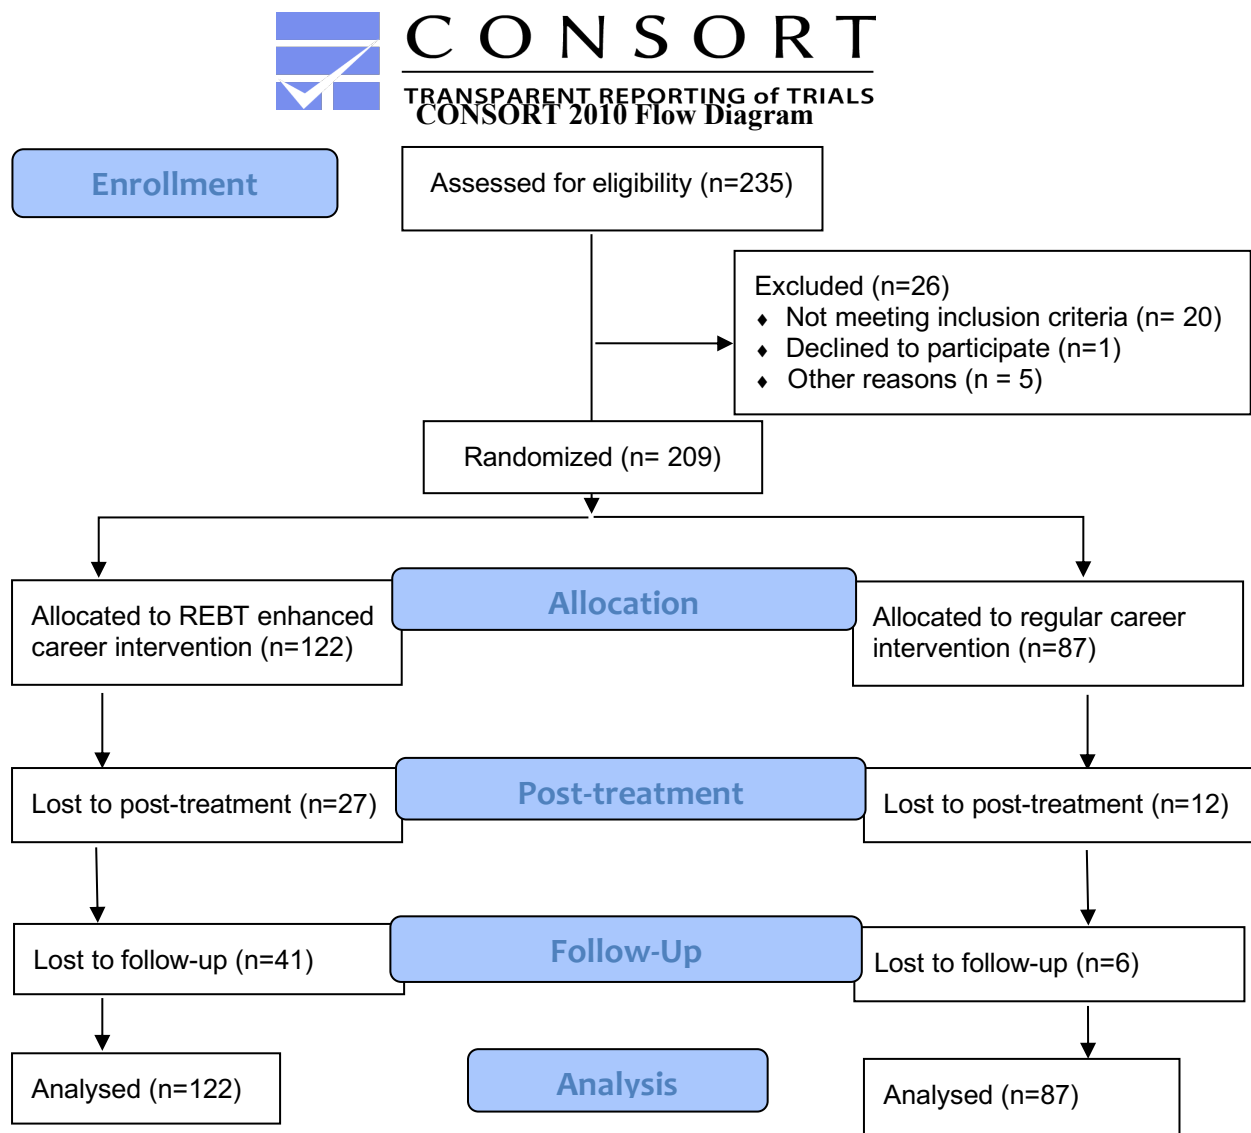 CONSORT
TRANSPARENT REPORTING of TRIALS
CONSORT 2010 Flow Diagram
Enrollment
Assessed for eligibility (n=235)
Excluded (n=26)
♦ Not meeting inclusion criteria (n= 20)
♦ Declined to participate (n=1)
♦ Other reasons (n = 5)
Randomized (n= 209)
Allocation
Allocated to REBT enhanced
career intervention (n=122)
Allocated to regular career
intervention (n=87)
Post-treatment
Lost to post-treatment (n=27)
Lost to post-treatment (n=12)
Follow-Up
Lost to follow-up (n=41)
Lost to follow-up (n=6)
Analysis
Analysed (n=122)
Analysed (n=87)